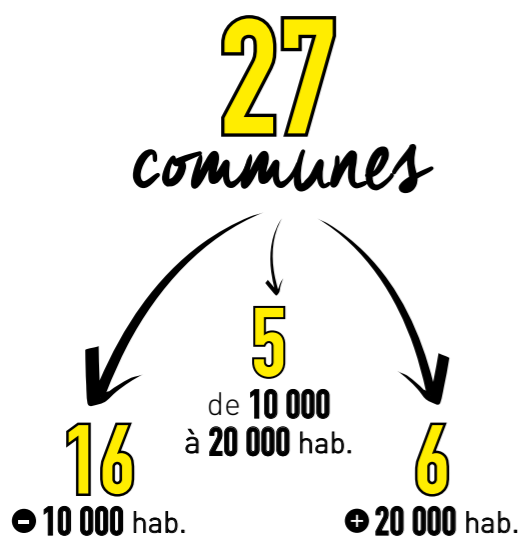 27
communes
5
de 10 000
à 20 000 hab.
16
- 10 000 hab.
6
+ 20 000 hab.